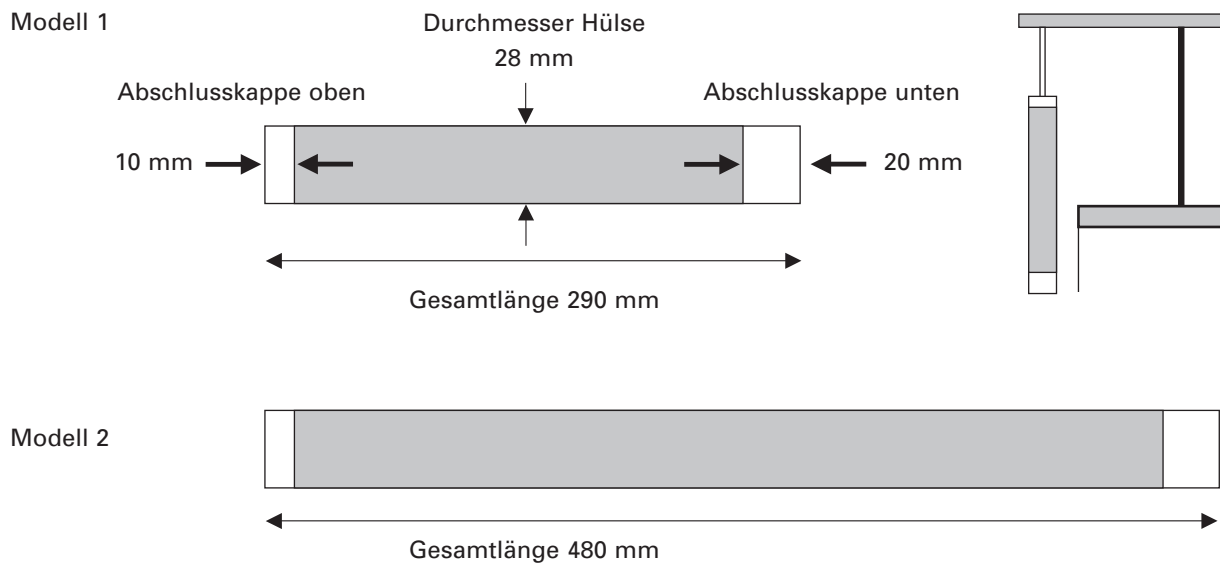 Modell 1
Durchmesser Hülse
28 mm
Abschlusskappe oben
Abschlusskappe unten
10 mm
20 mm
Gesamtlänge 290 mm
Modell 2
Gesamtlänge 480 mm